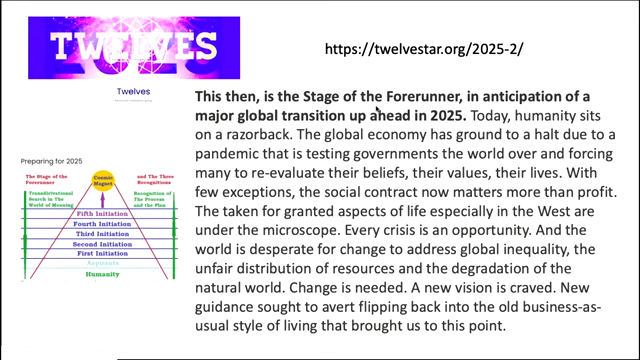 TWELVES
https://twelvestar.org/2025-2/
Twelves
This then, is the Stage of the Forerunner, in anticipation of a
major global transition up ahead in 2025. Today, humanity sits
on a razorback. The global economy has ground to a halt due to a
pandemic that is testing governments the world over and forcing
many to re-evaluate their beliefs, their values, their lives. With
few exceptions, the social contract now matters more than profit.
The taken for granted aspects of life especially in the West are
under the microscope. Every crisis is an opportunity. And the
world is desperate for change to address global inequality, the
unfair distribution of resources and the degradation of the
natural world. Change is needed. A new vision is craved. New
guidance sought to avert flipping back into the old business-as-
usual style of living that brought us to this point.
Preparing for 2025
The Stage of the
Forerunner
Cosmic
Magnet
and The Three
Recognitions
Transdivisional
Search in The
World of Meaning
Recognition of
The Process
and the Plan
Fifth Initiation
Fourth Initiation
Third Initiation
Second Initiation
First Initiation
Aspirants
Humanity